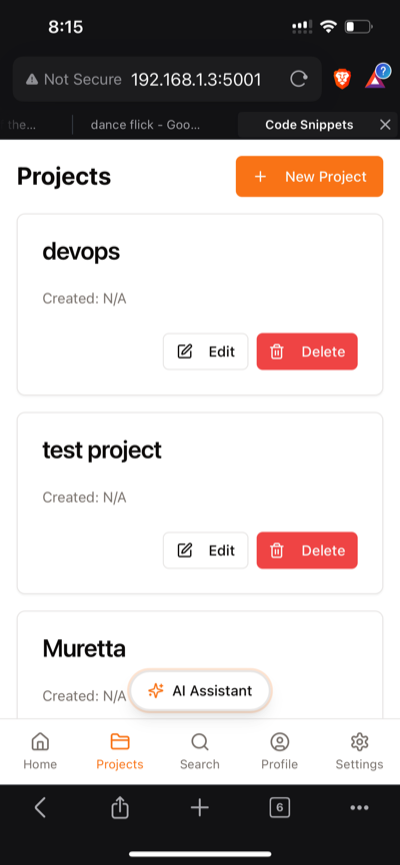 8:15
Not Secure 192.168.1.3:5001
the...
dance flick - Goo...
Code Snippets
Projects
New Project
devops
Created: N/A
Edit
Delete
test project
Created: N/A
Edit
Delete
Muretta
Created: N/A
AI Assistant
Home
Projects
Search
Profile
Settings
6